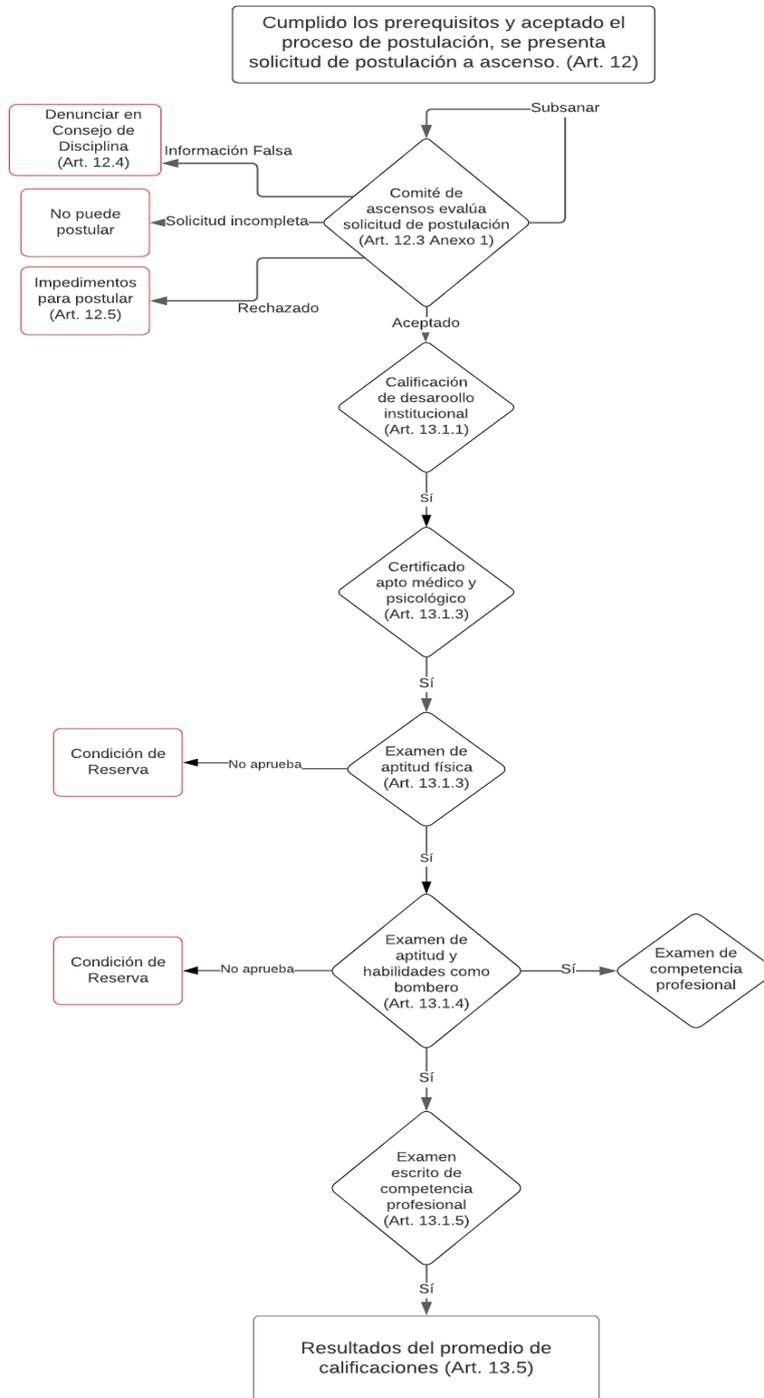 Cumplido los prerequisitos y aceptado el
proceso de postulación, se presenta
solicitud de postulación a ascenso. (Art. 12)
Subsanar
Denunciar en
Consejo de
Disciplina
(Art. 12.4)
Información Falsa
Comité de
ascensos evalúa
solicitud de postulación
(Art. 12.3 Anexo 1)
No puede
postular
Solicitud incompleta
Impedimentos
para postular
(Art. 12.5)
Rechazado
Aceptado
Calificación
de desaroollo
institucional
(Art. 13.1.1)
Sí
Certificado
apto médico y
psicológico
(Art. 13.1.3)
Sí
Condición de
Reserva
No aprueba
Examen de
aptitud física
(Art. 13.1.3)
Sí
Condición de
Reserva
No aprueba
Examen de
aptitud y
habilidades como
bombero
(Art. 13.1.4)
Sí
Examen de
competencia
profesional
Sí
Examen
escrito de
competencia
profesional
(Art. 13.1.5)
Sí
Resultados del promedio de
calificaciones (Art. 13.5)